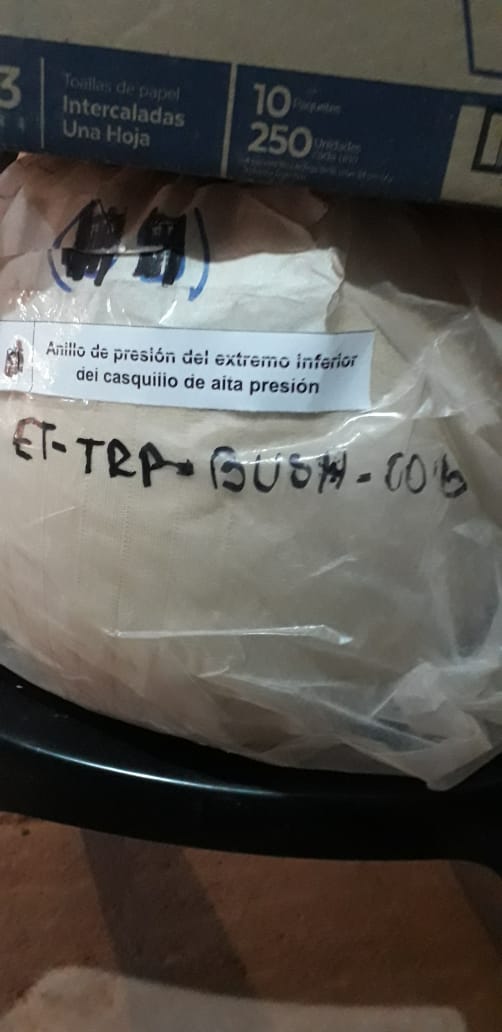 3
Toallas de papel
Intercaladas
Una Hoja
10 Paquetes
250 Unidades
cada uno
Anillo de presión del extremo inferior
del casquillo de alta presión
ET-TRP-BUSH-006